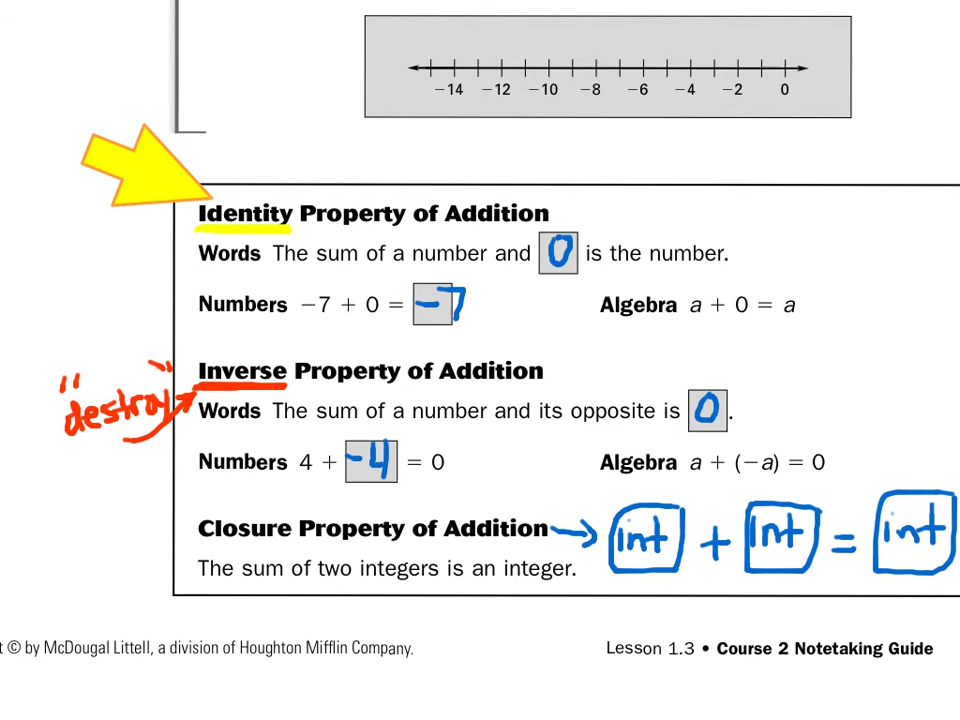 −14 −12 −10 −8 −6 −4 −2 0
Identity Property of Addition
Words The sum of a number and 0 is the number.
Numbers −7 + 0 = −7 Algebra a + 0 = a
Inverse Property of Addition
"destroy"
Words The sum of a number and its opposite is 0.
Numbers 4 + -4 = 0 Algebra a + (−a) = 0
Closure Property of Addition → int + int = int
The sum of two integers is an integer.
t © by McDougal Littell, a division of Houghton Mifflin Company. Lesson 1.3 • Course 2 Notetaking Guide